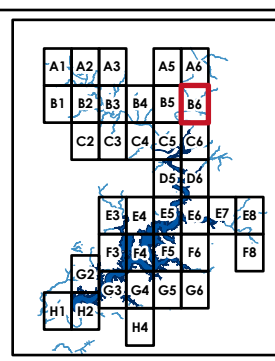 A1 A2 A3 A5 A6
B1 B2 B3 B4 B5 B6
C2 C3 C4 C5 C6
D5 D6
E3 E4 E5 E6 E7 E8
F3 F4 F5 F6 F8
G2 G3 G4 G5 G6
H1 H2 H4